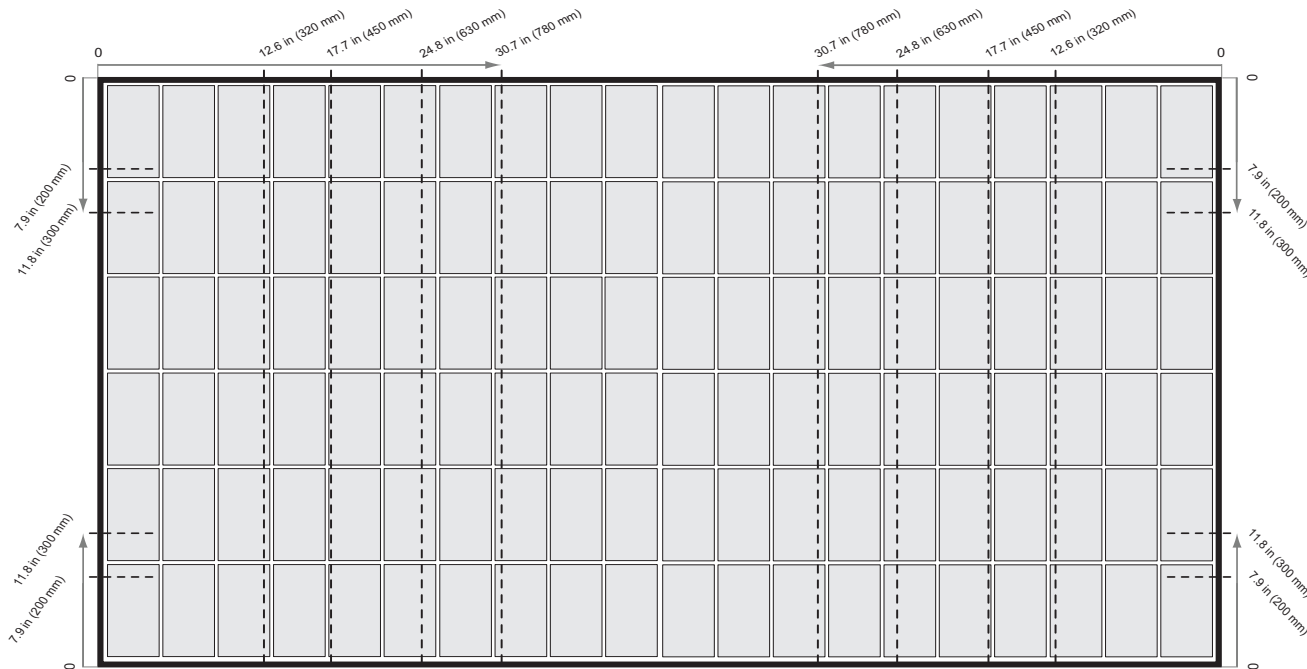 0
12.6 in (320 mm)
17.7 in (450 mm)
24.8 in (630 mm)
30.7 in (780 mm)
30.7 in (780 mm)
24.8 in (630 mm)
17.7 in (450 mm)
12.6 in (320 mm)
0
0
0
7.9 in (200 mm)
11.8 in (300 mm)
7.9 in (200 mm)
11.8 in (300 mm)
11.8 in (300 mm)
7.9 in (200 mm)
11.8 in (300 mm)
7.9 in (200 mm)
0
0